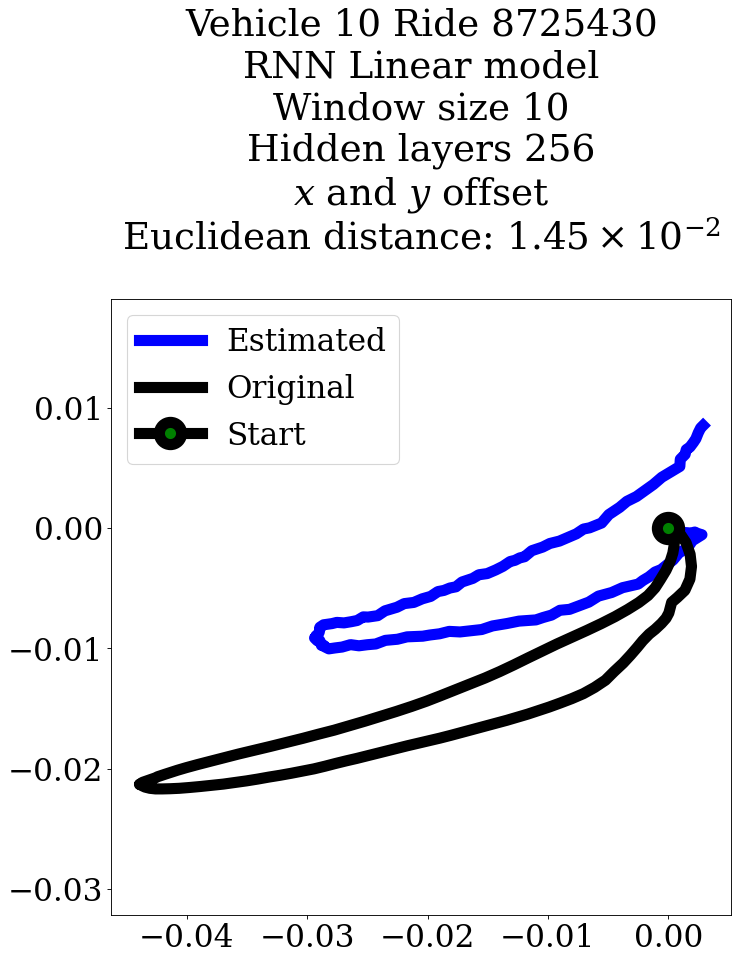 Vehicle 10 Ride 8725430
RNN Linear model
Window size 10
Hidden layers 256
x and y offset
Euclidean distance: 1.45 × 10⁻²
Estimated
Original
Start
0.01
0.00
−0.01
−0.02
−0.03
−0.04 −0.03 −0.02 −0.01 0.00